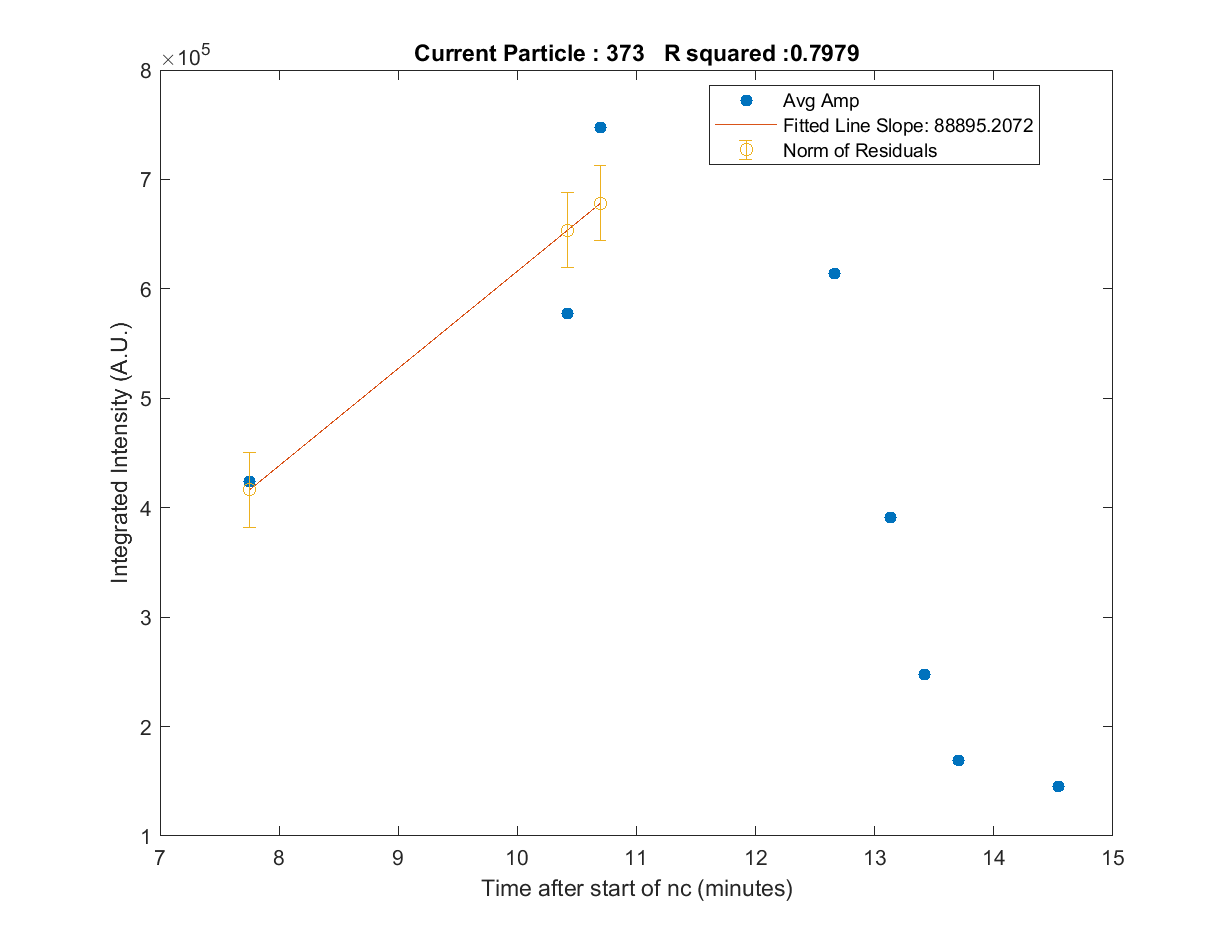 Current Particle : 373   R squared :0.7979
×10^5
8
7
6
5
4
3
2
1
Integrated Intensity (A.U.)
Avg Amp
Fitted Line Slope: 88895.2072
Norm of Residuals
7 8 9 10 11 12 13 14 15
Time after start of nc (minutes)